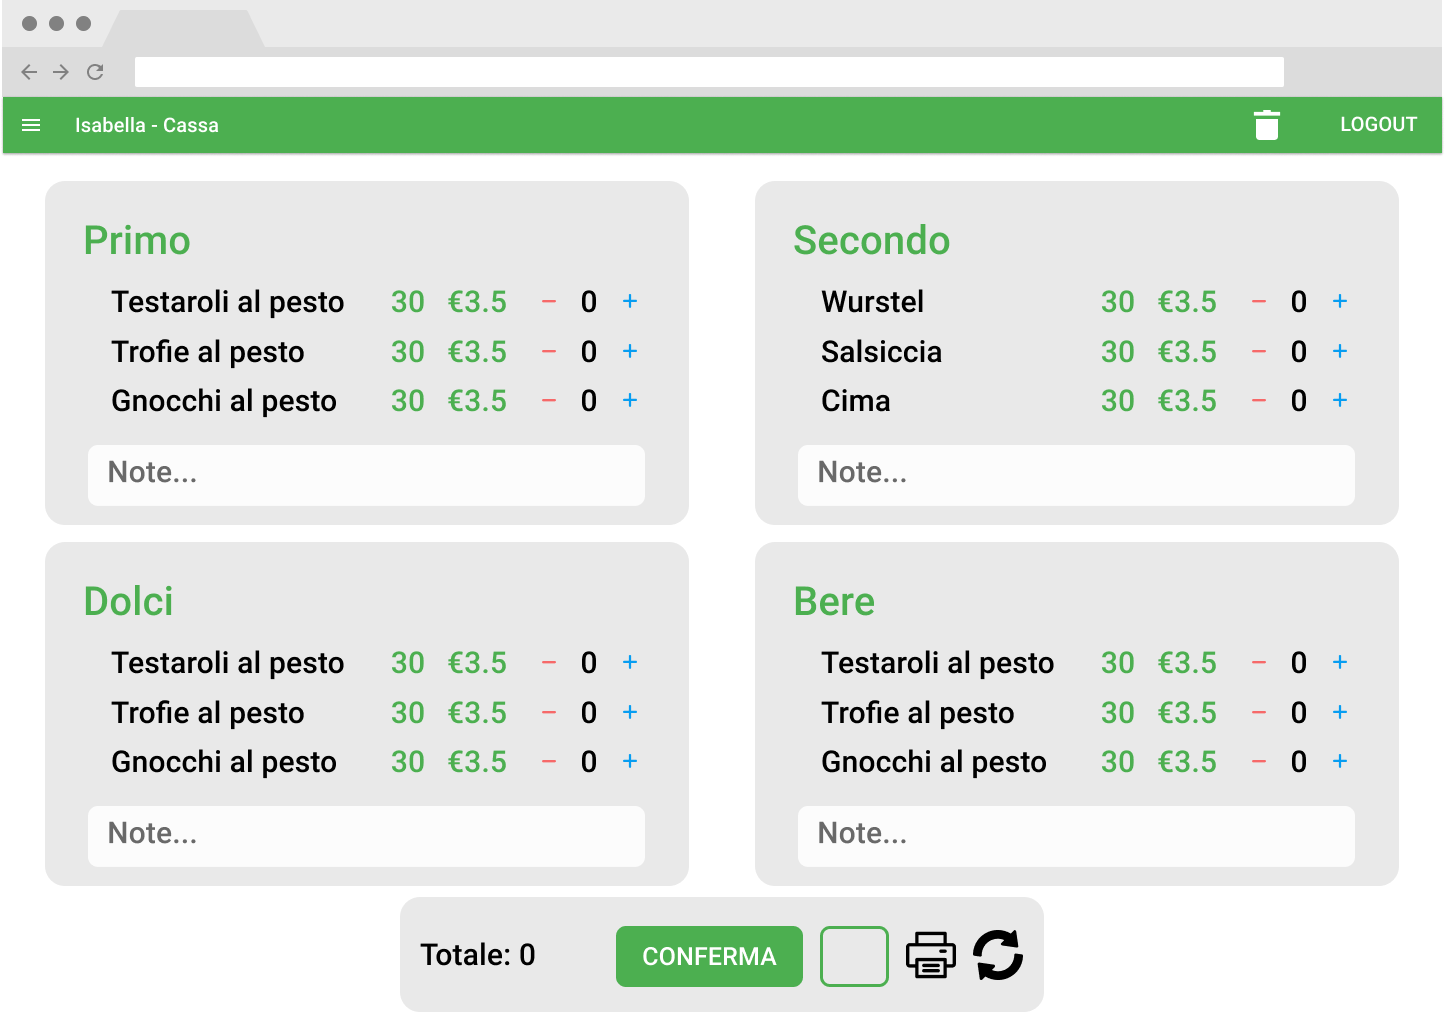 Isabella - Cassa
LOGOUT
Primo
Testaroli al pesto 30 €3.5 − 0 +
Trofie al pesto 30 €3.5 − 0 +
Gnocchi al pesto 30 €3.5 − 0 +
Note...
Secondo
Wurstel 30 €3.5 − 0 +
Salsiccia 30 €3.5 − 0 +
Cima 30 €3.5 − 0 +
Note...
Dolci
Testaroli al pesto 30 €3.5 − 0 +
Trofie al pesto 30 €3.5 − 0 +
Gnocchi al pesto 30 €3.5 − 0 +
Note...
Bere
Testaroli al pesto 30 €3.5 − 0 +
Trofie al pesto 30 €3.5 − 0 +
Gnocchi al pesto 30 €3.5 − 0 +
Note...
Totale: 0
CONFERMA